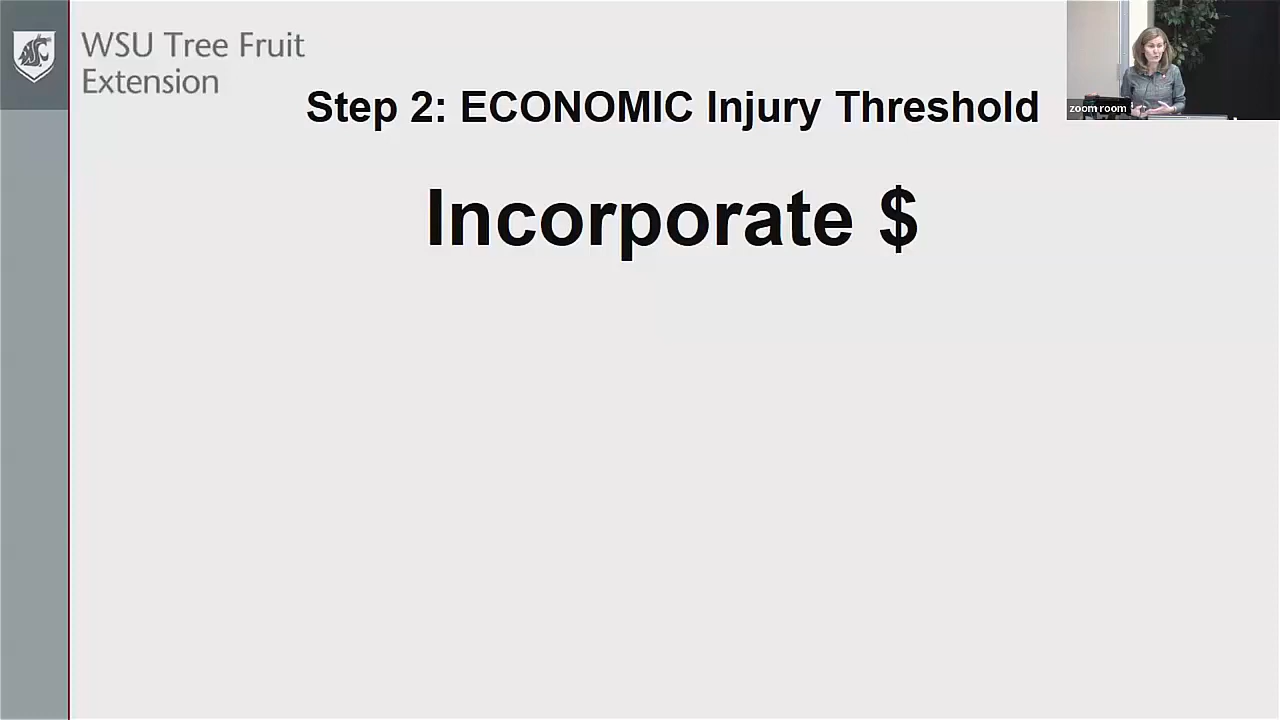 WSU Tree Fruit
Extension
Step 2: ECONOMIC Injury Threshold
zoom room
Incorporate $